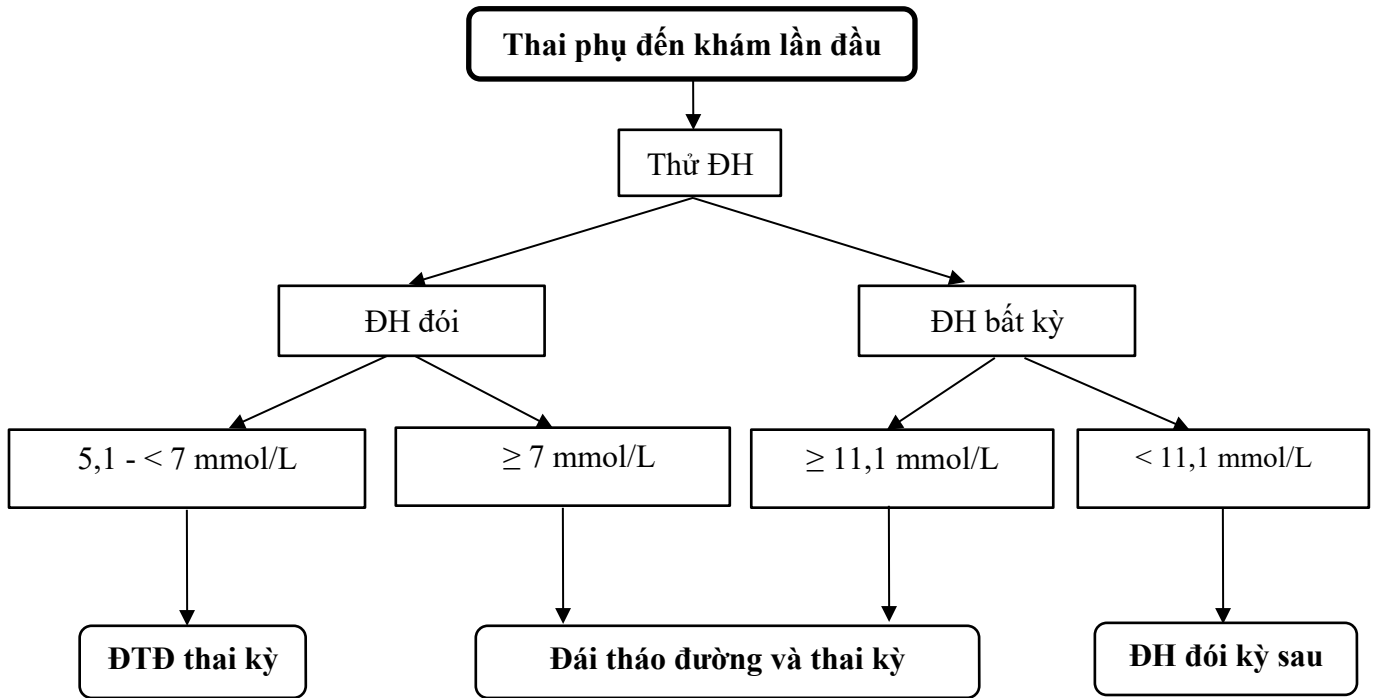 Thai phụ đến khám lần đầu
Thử ĐH
ĐH đói
ĐH bất kỳ
5,1 - < 7 mmol/L
≥ 7 mmol/L
≥ 11,1 mmol/L
< 11,1 mmol/L
ĐTĐ thai kỳ
Đái tháo đường và thai kỳ
ĐH đói kỳ sau